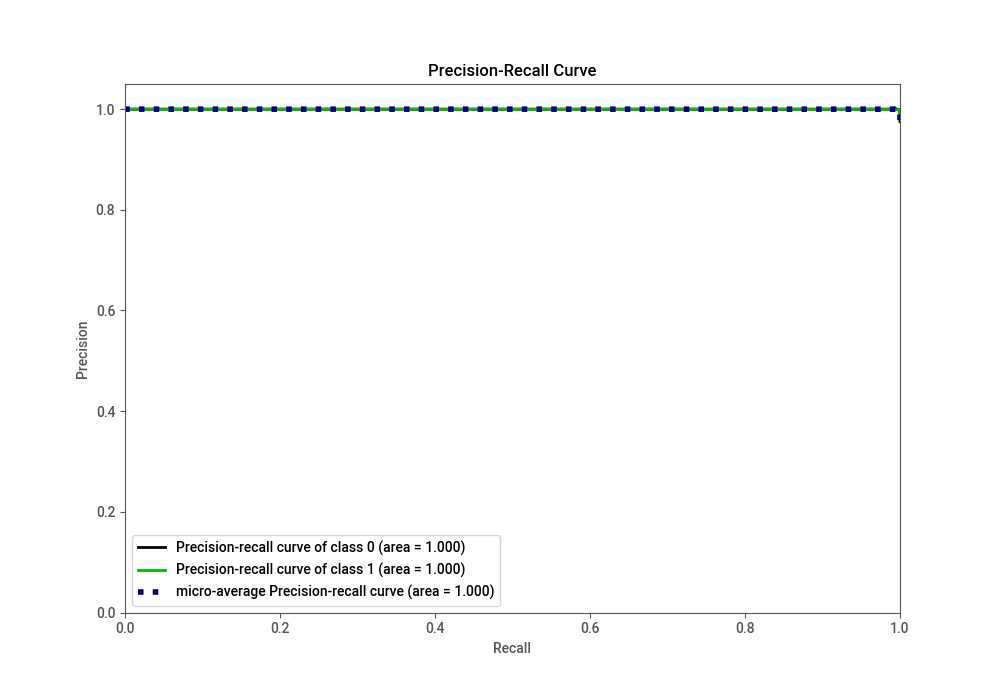 Precision-Recall Curve
1.0
0.8
0.6
0.4
0.2
0.0
Precision
Precision-recall curve of class 0 (area = 1.000)
Precision-recall curve of class 1 (area = 1.000)
micro-average Precision-recall curve (area = 1.000)
0.0 0.2 0.4 0.6 0.8 1.0
Recall